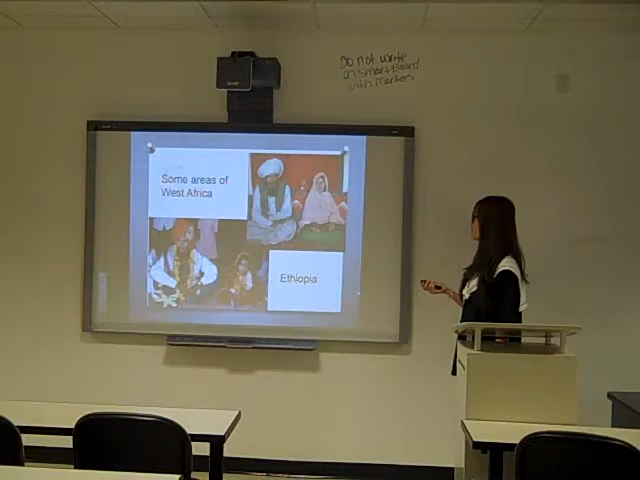 Do not write
on Smartboard
with markers
Some areas of
West Africa
Ethiopia